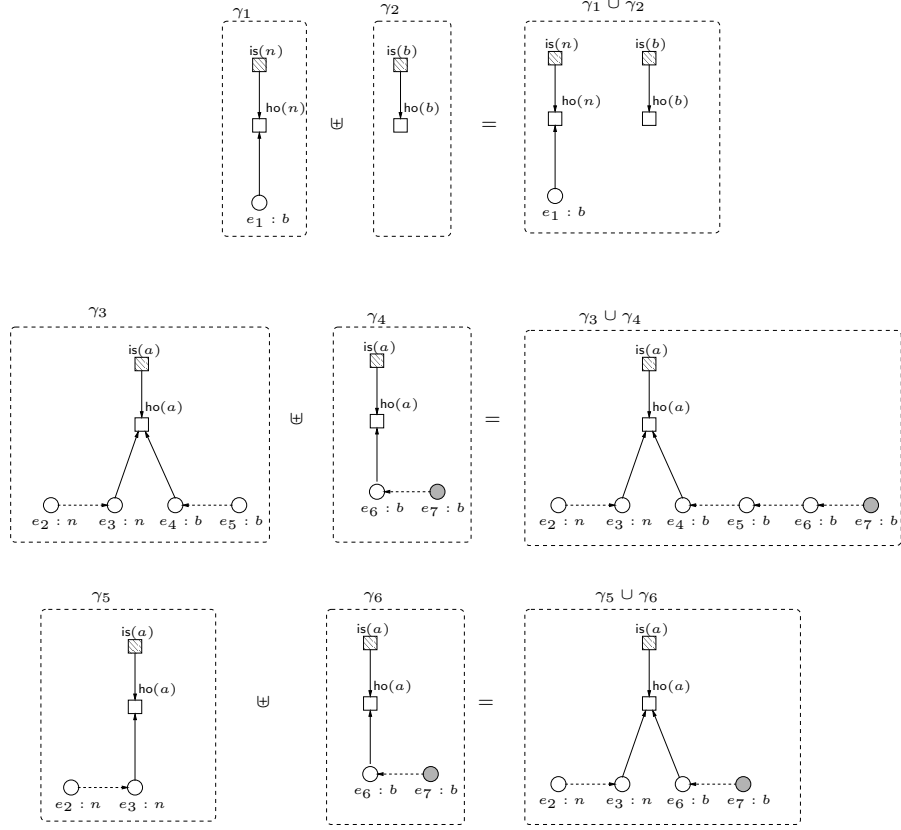 γ1 γ2 γ1 ∪ γ2
is(n) is(b) is(n) is(b)
ho(n) ho(b) ho(n) ho(b)
⊎ =
e1 : b e1 : b
γ3 γ4 γ3 ∪ γ4
is(a) is(a) is(a)
ho(a) ho(a) ho(a)
⊎ =
e2 : n e3 : n e4 : b e5 : b e6 : b e7 : b e2 : n e3 : n e4 : b e5 : b e6 : b e7 : b
γ5 γ6 γ5 ∪ γ6
is(a) is(a) is(a)
ho(a) ho(a) ho(a)
⊎ =
e2 : n e3 : n e6 : b e7 : b e2 : n e3 : n e6 : b e7 : b